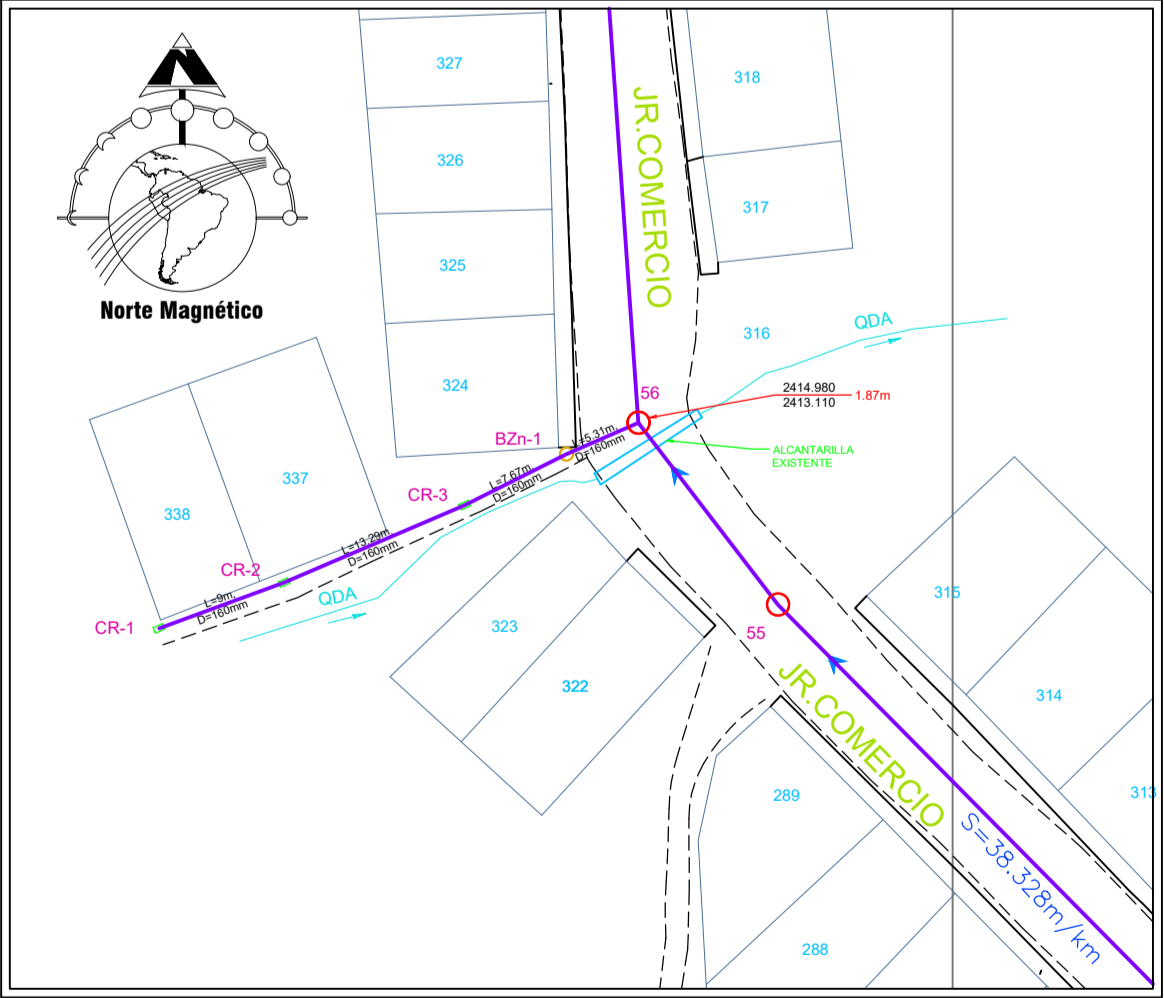 327
318
326
JR.COMERCIO
317
Norte Magnético
325
316
QDA
324
56
2414.980
2413.110
1.87m
BZn-1
L=5.31m,
D=160mm
ALCANTARILLA
EXISTENTE
337
L=7.67m,
D=160mm
CR-3
338
L=13.29m,
D=160mm
CR-2
L=9m,
D=160mm
QDA
CR-1
323
315
55
322
314
JR.COMERCIO
289
313
S=38.328m/km
288